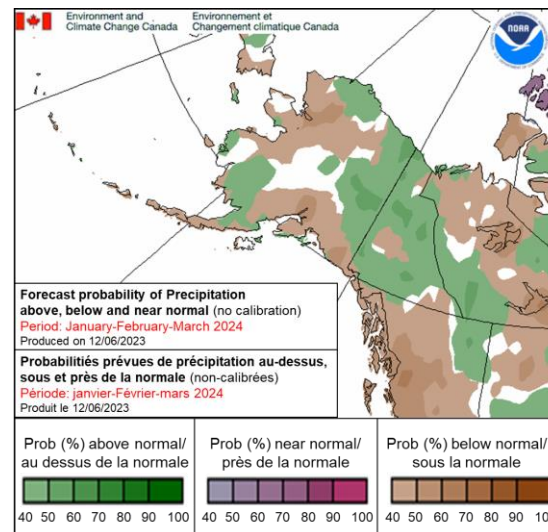 Environment and
Climate Change Canada
Environnement et
Changement climatique Canada
NOAA
Forecast probability of Precipitation
above, below and near normal (no calibration)
Period: January-February-March 2024
Produced on 12/06/2023
Probabilitiés prévues de précipitation au-dessus,
sous et près de la normale (non-calibrées)
Période: janvier-Février-mars 2024
Produit le 12/06/2023
Prob (%) above normal/
au dessus de la normale
40 50 60 70 80 90 100
Prob (%) near normal/
près de la normale
40 50 60 70 80 90 100
Prob (%) below normal/
sous la normale
40 50 60 70 80 90 10